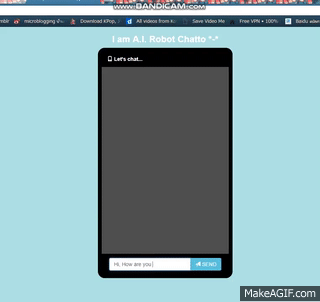 www.BANDICAM.com
microblogging
Download KPop,
All videos from
Save Video Me
Free VPN • 100%
Baidu
I am A.I. Robot Chatto *-*
Let's chat...
Hi, How are you
SEND
MakeAGIF.com